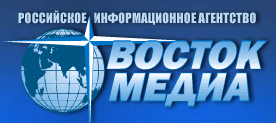 РОССИЙСКОЕ ИНФОРМАЦИОННОЕ АГЕНТСТВО
ВОСТОК
МЕДИА